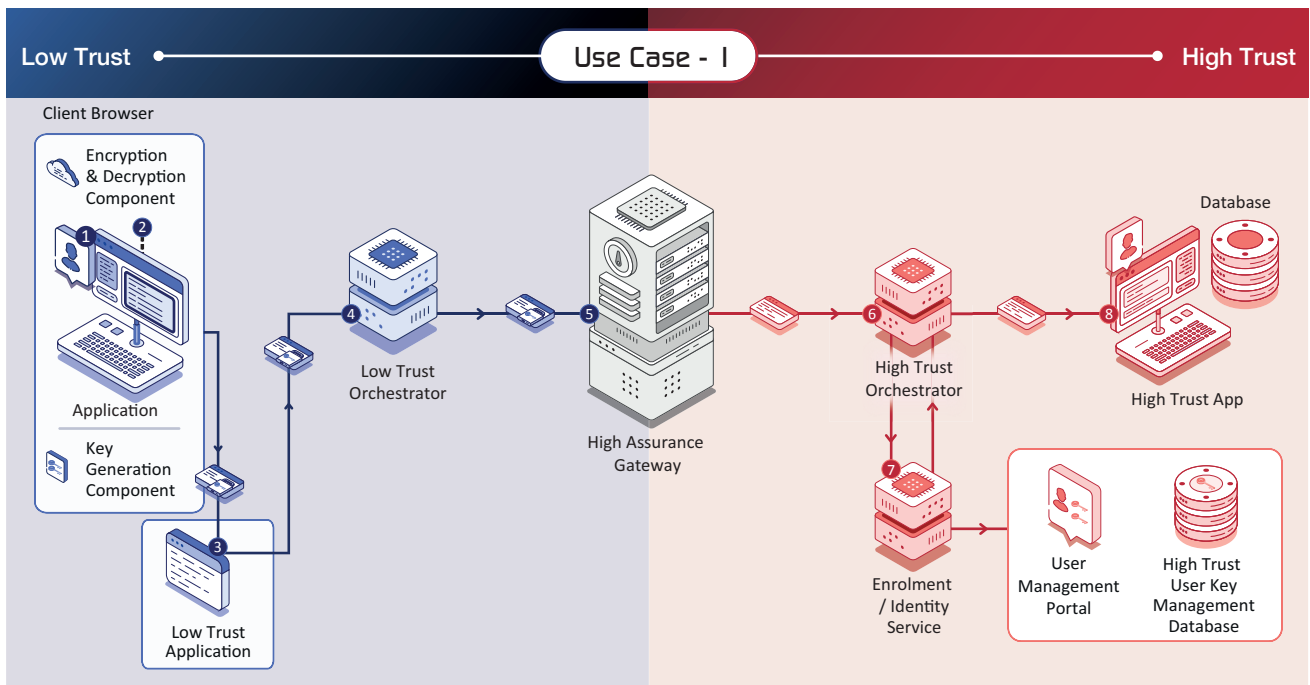 Low Trust
Use Case - 1
High Trust
Client Browser
Encryption
& Decryption
Component
1
2
Application
Key
Generation
Component
3
Low Trust
Application
4
Low Trust
Orchestrator
5
High Assurance
Gateway
6
High Trust
Orchestrator
7
Enrolment
/ Identity
Service
8
High Trust App
Database
User
Management
Portal
High Trust
User Key
Management
Database